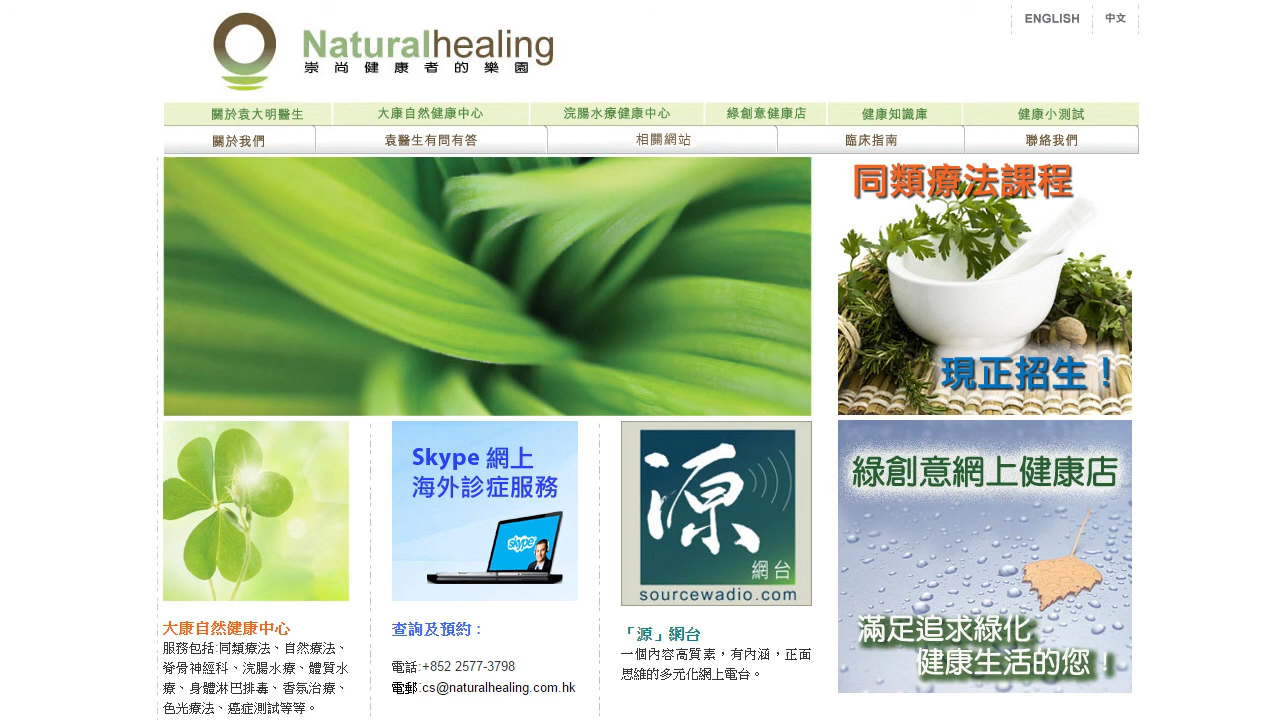 ENGLISH 中文
Naturalhealing
崇尚健康者的樂園
關於袁大明醫生 大康自然健康中心 浣腸水療健康中心 綠創意健康店 健康知識庫 健康小測試
關於我們 袁醫生有問有答 相關網站 臨床指南 聯絡我們
同類療法課程
現正招生！
Skype 網上
海外診症服務
skype
源
網台
sourcewadio.com
綠創意網上健康店
滿足追求綠化
健康生活的您！
大康自然健康中心
服務包括:同類療法、自然療法、
脊骨神經科、浣腸水療、體質水
療、身體淋巴排毒、香氛治療、
色光療法、癌症測試等等。
查詢及預約：
電話:+852 2577-3798
電郵:cs@naturalhealing.com.hk
「源」網台
一個內容高質素，有內涵，正面
思維的多元化網上電台。